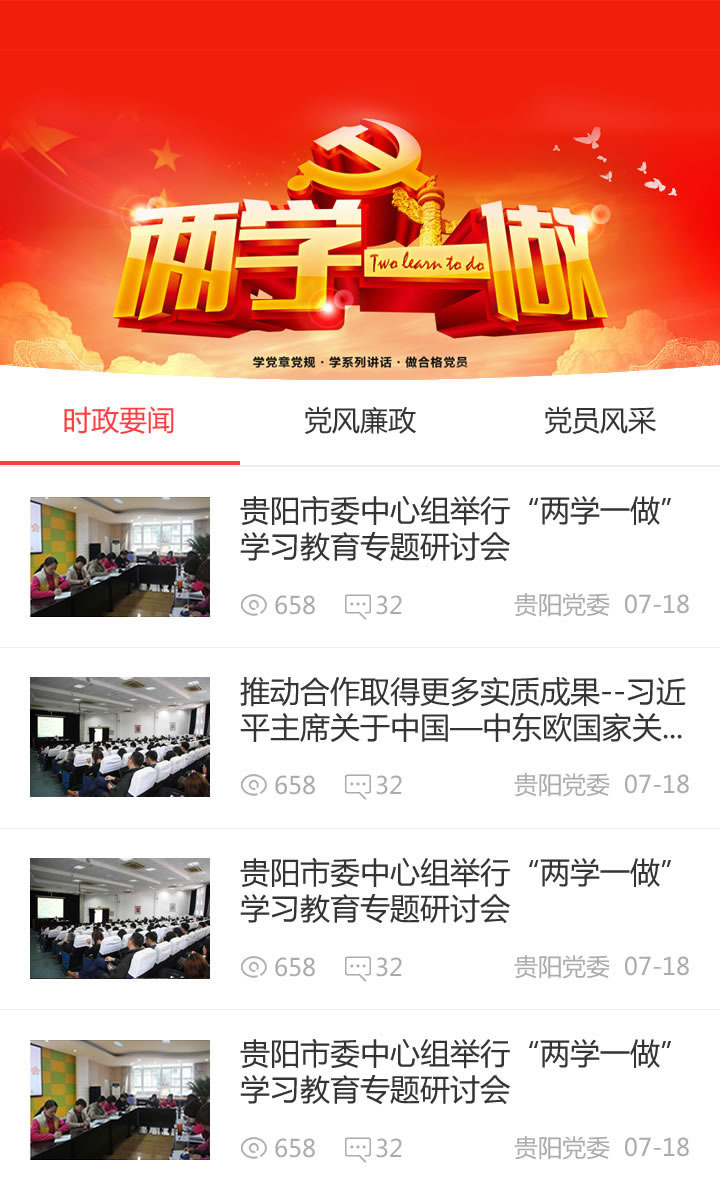 两学一做
Two learn to do
学党章党规·学系列讲话·做合格党员
时政要闻 党风廉政 党员风采
贵阳市委中心组举行“两学一做”
学习教育专题研讨会
658 32 贵阳党委 07-18
推动合作取得更多实质成果--习近
平主席关于中国—中东欧国家关...
658 32 贵阳党委 07-18
贵阳市委中心组举行“两学一做”
学习教育专题研讨会
658 32 贵阳党委 07-18
贵阳市委中心组举行“两学一做”
学习教育专题研讨会
658 32 贵阳党委 07-18